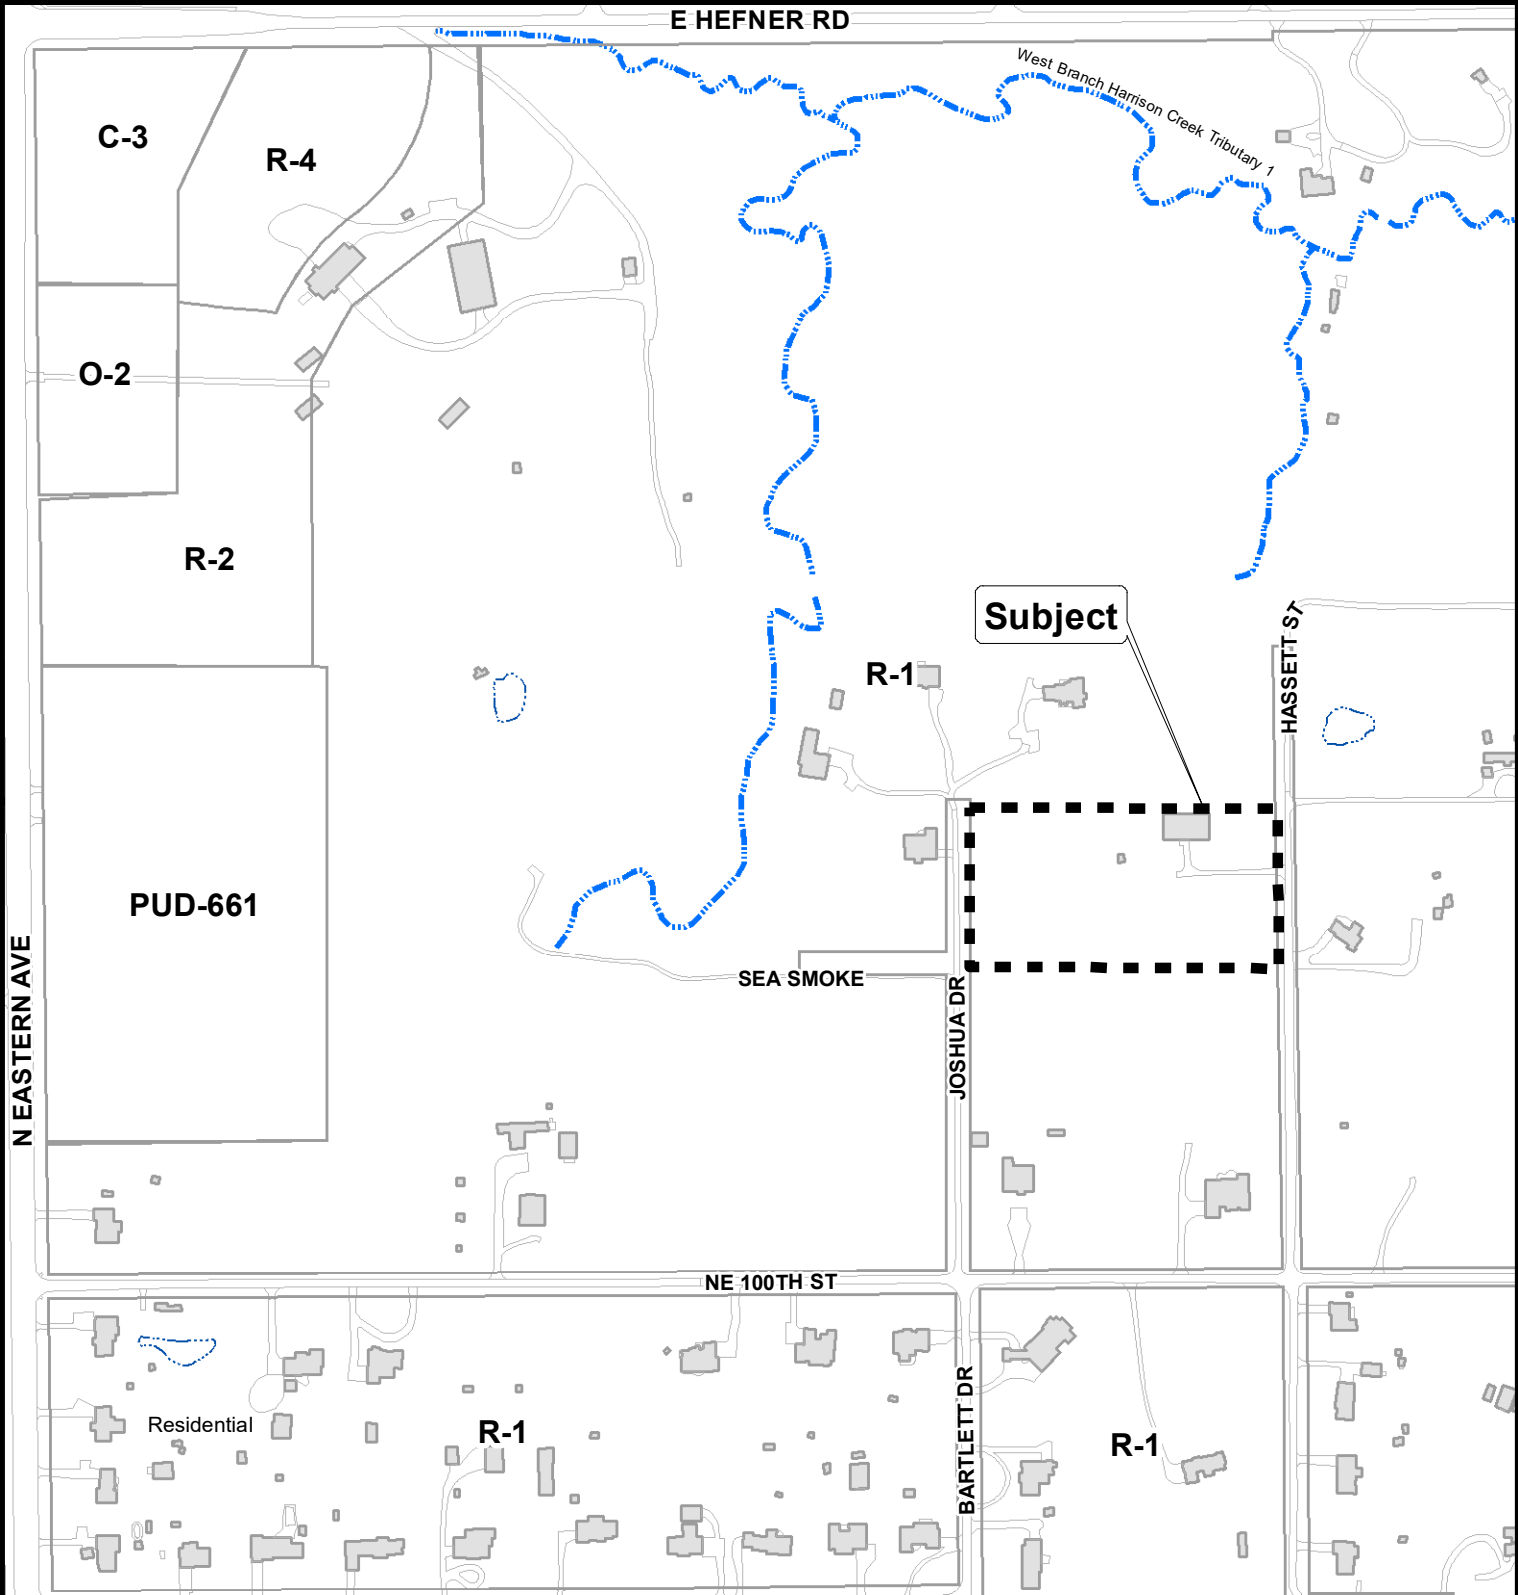 E HEFNER RD
West Branch Harrison Creek Tributary 1
C-3
R-4
O-2
R-2
Subject
HASSETT ST
R-1
PUD-661
N EASTERN AVE
SEA SMOKE
JOSHUA DR
NE 100TH ST
BARTLETT DR
Residential
R-1
R-1